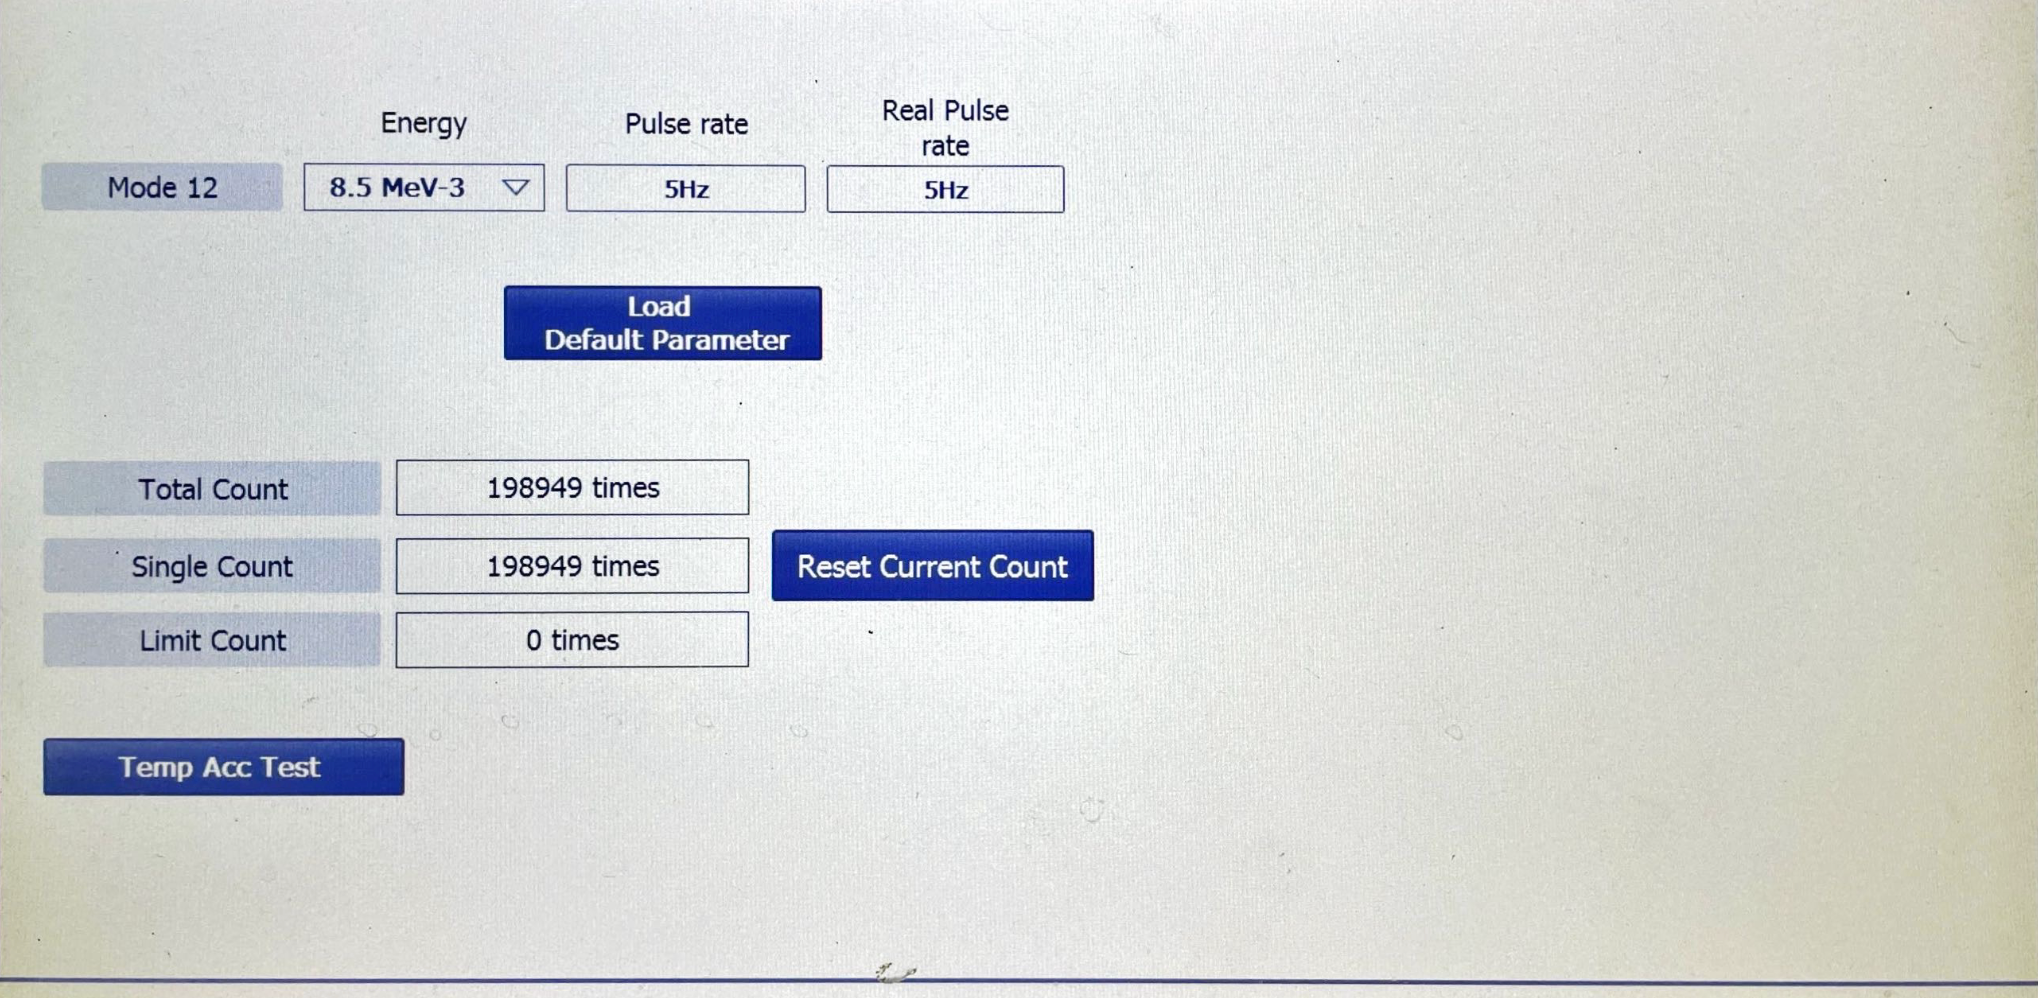 Energy
Pulse rate
Real Pulse
rate
Mode 12
8.5 MeV-3
5Hz
5Hz
Load
Default Parameter
Total Count
198949 times
Single Count
198949 times
Reset Current Count
Limit Count
0 times
Temp Acc Test